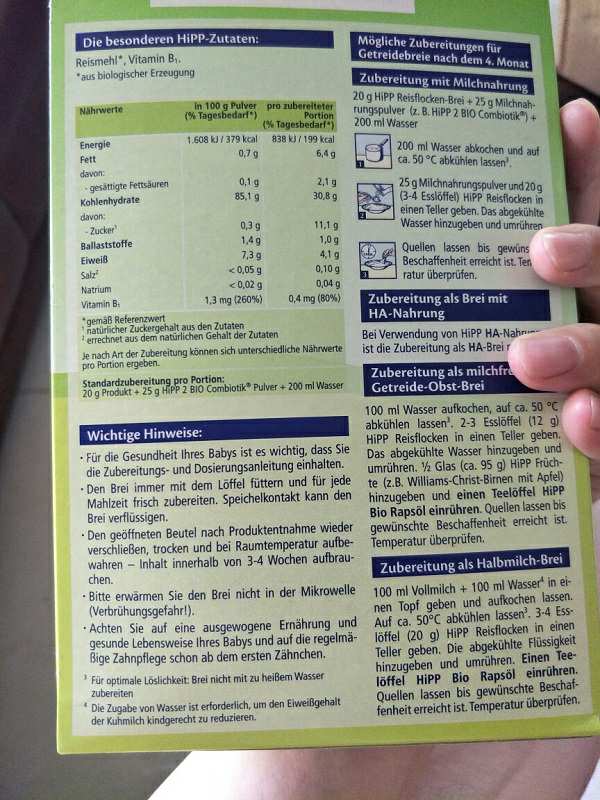 Die besonderen HiPP-Zutaten:
Reismehl*, Vitamin B₁.
*aus biologischer Erzeugung
Nährwerte in 100 g Pulver (% Tagesbedarf*) pro zubereiteter Portion (% Tagesbedarf*)
Energie 1.608 kJ / 379 kcal 838 kJ / 199 kcal
Fett 0,7 g 6,4 g
davon:
- gesättigte Fettsäuren 0,1 g 2,1 g
Kohlenhydrate 85,1 g 30,8 g
davon:
- Zucker¹ 0,3 g 11,1 g
Ballaststoffe 1,4 g 1,0 g
Eiweiß 7,3 g 4,1 g
Salz² < 0,05 g 0,10 g
Natrium < 0,02 g 0,04 g
Vitamin B₁ 1,3 mg (260%) 0,4 mg (80%)
*gemäß Referenzwert
¹ natürlicher Zuckergehalt aus den Zutaten
² errechnet aus dem natürlichen Gehalt der Zutaten
Je nach Art der Zubereitung können sich unterschiedliche Nährwerte
pro Portion ergeben.
Standardzubereitung pro Portion:
20 g Produkt + 25 g HiPP 2 BIO Combiotik® Pulver + 200 ml Wasser
Wichtige Hinweise:
· Für die Gesundheit Ihres Babys ist es wichtig, dass Sie
die Zubereitungs- und Dosierungsanleitung einhalten.
· Den Brei immer mit dem Löffel füttern und für jede
Mahlzeit frisch zubereiten. Speichelkontakt kann den
Brei verflüssigen.
· Den geöffneten Beutel nach Produktentnahme wieder
verschließen, trocken und bei Raumtemperatur aufbe-
wahren – Inhalt innerhalb von 3-4 Wochen aufbrau-
chen.
· Bitte erwärmen Sie den Brei nicht in der Mikrowelle
(Verbrühungsgefahr!).
· Achten Sie auf eine ausgewogene Ernährung und
gesunde Lebensweise Ihres Babys und auf die regelmä-
ßige Zahnpflege schon ab dem ersten Zähnchen.
³ Für optimale Löslichkeit: Brei nicht mit zu heißem Wasser
zubereiten
⁴ Die Zugabe von Wasser ist erforderlich, um den Eiweißgehalt
der Kuhmilch kindgerecht zu reduzieren.
Mögliche Zubereitungen für
Getreidebreie nach dem 4. Monat
Zubereitung mit Milchnahrung
20 g HiPP Reisflocken-Brei + 25 g Milchnah-
rungspulver (z. B. HiPP 2 BIO Combiotik®) +
200 ml Wasser
1
200 ml Wasser abkochen und auf
ca. 50 °C abkühlen lassen³.
2
25 g Milchnahrungspulver und 20 g
(3-4 Esslöffel) HiPP Reisflocken in
einen Teller geben. Das abgekühlte
Wasser hinzugeben und umrühren
3
Quellen lassen bis gewüns
Beschaffenheit erreicht ist. Tem
ratur überprüfen.
Zubereitung als Brei mit
HA-Nahrung
Bei Verwendung von HiPP HA-Nahrung
ist die Zubereitung als HA-Brei
Zubereitung als milchfre
Getreide-Obst-Brei
100 ml Wasser aufkochen, auf ca. 50 °C
abkühlen lassen³. 2-3 Esslöffel (12 g)
HiPP Reisflocken in einen Teller geben.
Das abgekühlte Wasser hinzugeben und
umrühren. ½ Glas (ca. 95 g) HiPP Früch-
te (z.B. Williams-Christ-Birnen mit Apfel)
hinzugeben und einen Teelöffel HiPP
Bio Rapsöl einrühren. Quellen lassen bis
gewünschte Beschaffenheit erreicht ist.
Temperatur überprüfen.
Zubereitung als Halbmilch-Brei
100 ml Vollmilch + 100 ml Wasser⁴ in ei-
nen Topf geben und aufkochen lassen.
Auf ca. 50°C abkühlen lassen³. 3-4 Ess-
löffel (20 g) HiPP Reisflocken in einen
Teller geben. Die abgekühlte Flüssigkeit
hinzugeben und umrühren. Einen Tee-
löffel HiPP Bio Rapsöl einrühren.
Quellen lassen bis gewünschte Beschaf-
fenheit erreicht ist. Temperatur überprüfen.